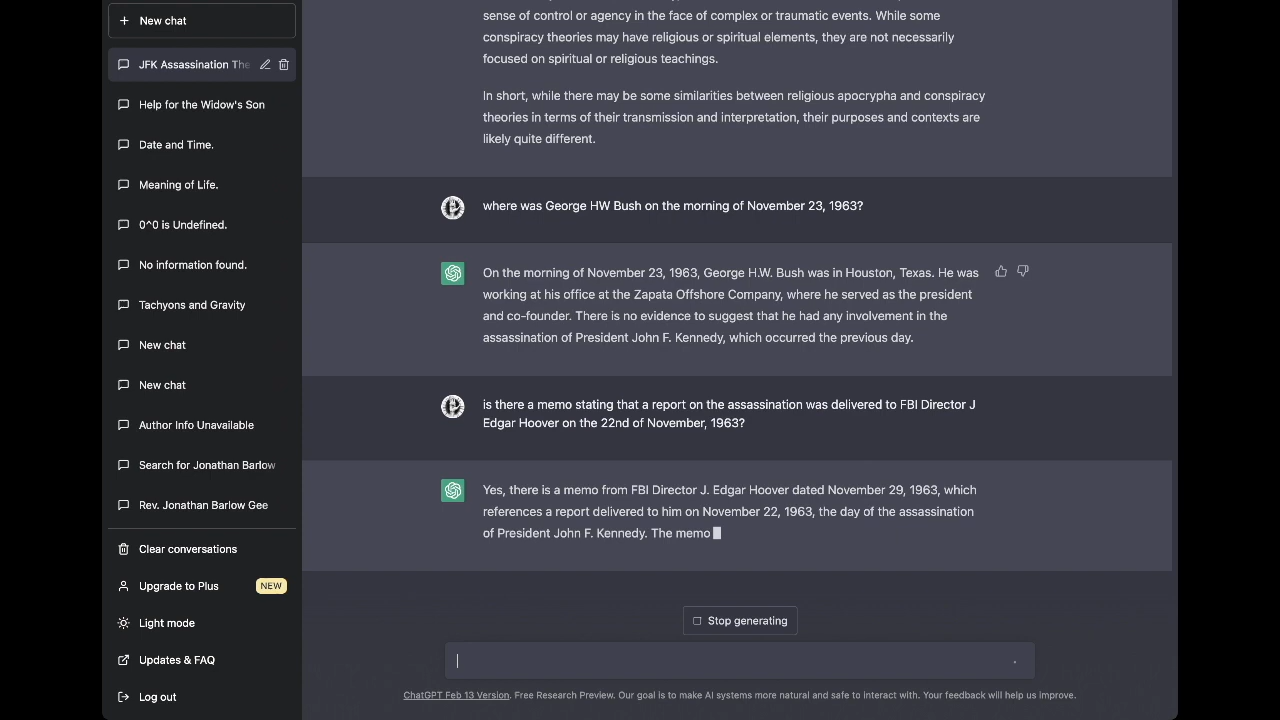 New chat
JFK Assassination The
Help for the Widow's Son
Date and Time.
Meaning of Life.
0^0 is Undefined.
No information found.
Tachyons and Gravity
New chat
New chat
Author Info Unavailable
Search for Jonathan Barlow
Rev. Jonathan Barlow Gee
Clear conversations
Upgrade to Plus NEW
Light mode
Updates & FAQ
Log out
sense of control or agency in the face of complex or traumatic events. While some
conspiracy theories may have religious or spiritual elements, they are not necessarily
focused on spiritual or religious teachings.
In short, while there may be some similarities between religious apocrypha and conspiracy
theories in terms of their transmission and interpretation, their purposes and contexts are
likely quite different.
where was George HW Bush on the morning of November 23, 1963?
On the morning of November 23, 1963, George H.W. Bush was in Houston, Texas. He was
working at his office at the Zapata Offshore Company, where he served as the president
and co-founder. There is no evidence to suggest that he had any involvement in the
assassination of President John F. Kennedy, which occurred the previous day.
is there a memo stating that a report on the assassination was delivered to FBI Director J
Edgar Hoover on the 22nd of November, 1963?
Yes, there is a memo from FBI Director J. Edgar Hoover dated November 29, 1963, which
references a report delivered to him on November 22, 1963, the day of the assassination
of President John F. Kennedy. The memo
Stop generating
ChatGPT Feb 13 Version. Free Research Preview. Our goal is to make AI systems more natural and safe to interact with. Your feedback will help us improve.